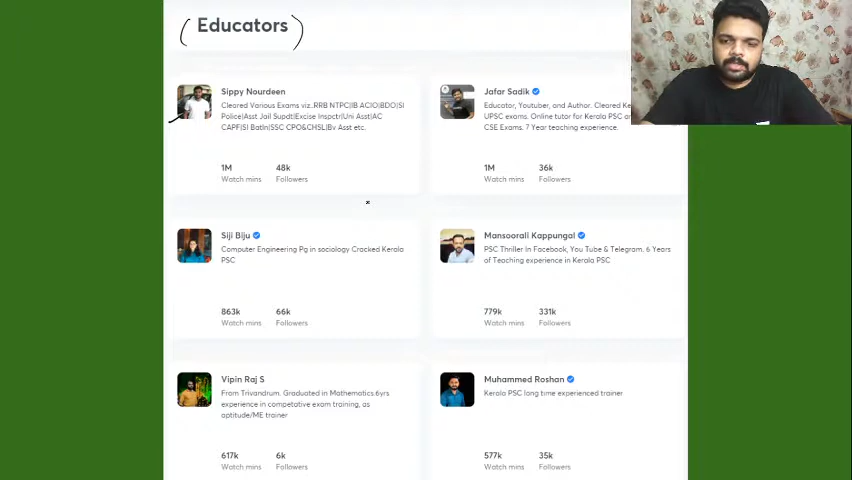 Educators
Sippy Nourdeen
Cleared Various Exams viz..RRB NTPC|IB ACIO|BDO|SI
Police|Asst Jail Supdt|Excise Inspctr|Uni Asst|AC
CAPF|SI Batln|SSC CPO&CHSL|Bv Asst etc.
1M 48k
Watch mins Followers
Jafar Sadik
Educator, Youtuber, and Author. Cleared
UPSC exams. Online tutor for Kerala PSC
CSE Exams. 7 Year teaching experience.
1M 36k
Watch mins Followers
Siji Biju
Computer Engineering Pg in sociology Cracked Kerala
PSC
863k 66k
Watch mins Followers
Mansoorali Kappungal
PSC Thriller In Facebook, You Tube & Telegram. 6 Years
of Teaching experience in Kerala PSC
779k 331k
Watch mins Followers
Vipin Raj S
From Trivandrum. Graduated in Mathematics.6yrs
experience in competative exam training, as
aptitude/ME trainer
617k 6k
Watch mins Followers
Muhammed Roshan
Kerala PSC long time experienced trainer
577k 35k
Watch mins Followers